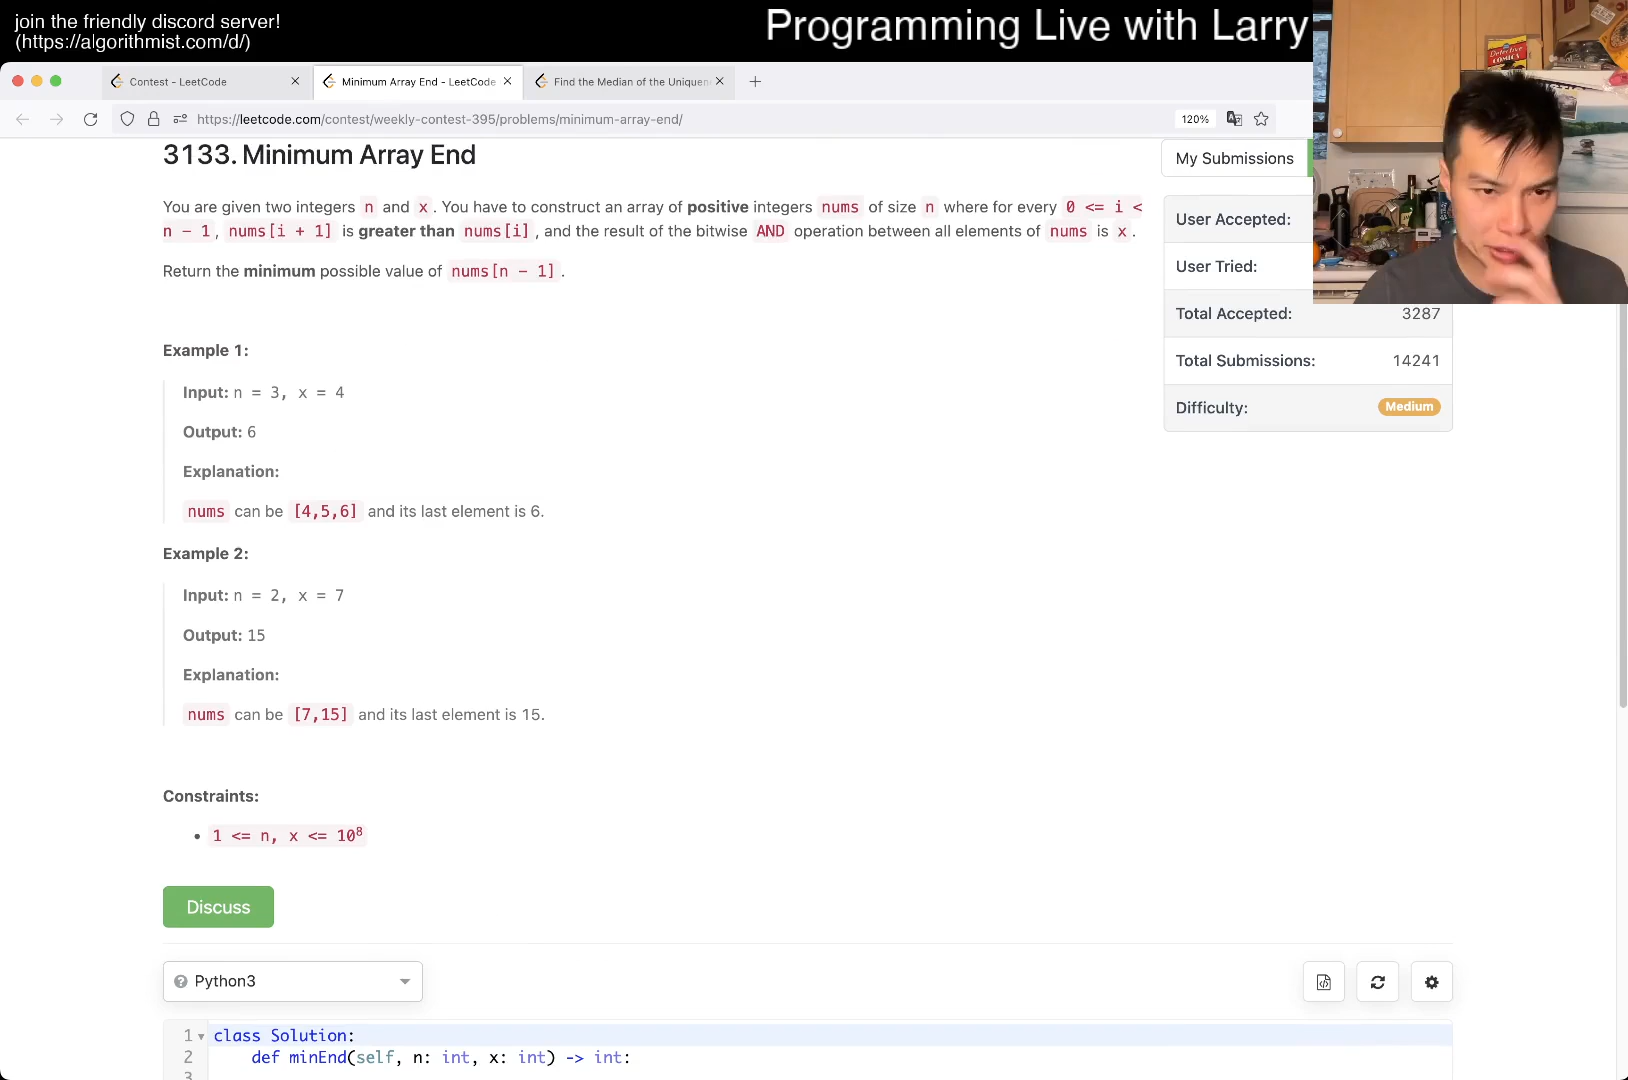 join the friendly discord server!
(https://algorithmist.com/d/)
Programming Live with Larry
Contest - LeetCode
Minimum Array End - LeetCode
Find the Median of the Uniquen
https://leetcode.com/contest/weekly-contest-395/problems/minimum-array-end/
120%
3133. Minimum Array End
You are given two integers n and x. You have to construct an array of positive integers nums of size n where for every 0 <= i <
n - 1, nums[i + 1] is greater than nums[i], and the result of the bitwise AND operation between all elements of nums is x.
Return the minimum possible value of nums[n - 1].
Example 1:
Input: n = 3, x = 4
Output: 6
Explanation:
nums can be [4,5,6] and its last element is 6.
Example 2:
Input: n = 2, x = 7
Output: 15
Explanation:
nums can be [7,15] and its last element is 15.
Constraints:
• 1 <= n, x <= 10⁸
Discuss
My Submissions
User Accepted:
User Tried:
Total Accepted: 3287
Total Submissions: 14241
Difficulty: Medium
Python3
1 class Solution:
2 def minEnd(self, n: int, x: int) -> int:
3